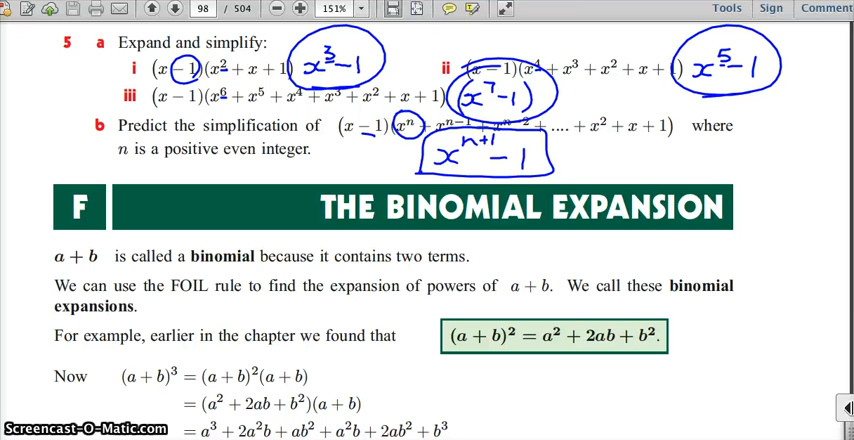 98 / 504 151% Tools Sign Comment
5 a Expand and simplify:
i (x − 1)(x² + x + 1) x³ − 1 ii (x − 1)(x⁴ + x³ + x² + x + 1) x⁵ − 1
iii (x − 1)(x⁶ + x⁵ + x⁴ + x³ + x² + x + 1) (x⁷ − 1)
b Predict the simplification of (x − 1)(xⁿ + xⁿ⁻¹ + xⁿ⁻² + .... + x² + x + 1) where
n is a positive even integer. xⁿ⁺¹ − 1
F THE BINOMIAL EXPANSION
a + b is called a binomial because it contains two terms.
We can use the FOIL rule to find the expansion of powers of a + b. We call these binomial
expansions.
For example, earlier in the chapter we found that (a + b)² = a² + 2ab + b².
Now (a + b)³ = (a + b)²(a + b)
= (a² + 2ab + b²)(a + b)
= a³ + 2a²b + ab² + a²b + 2ab² + b³
Screencast-O-Matic.com